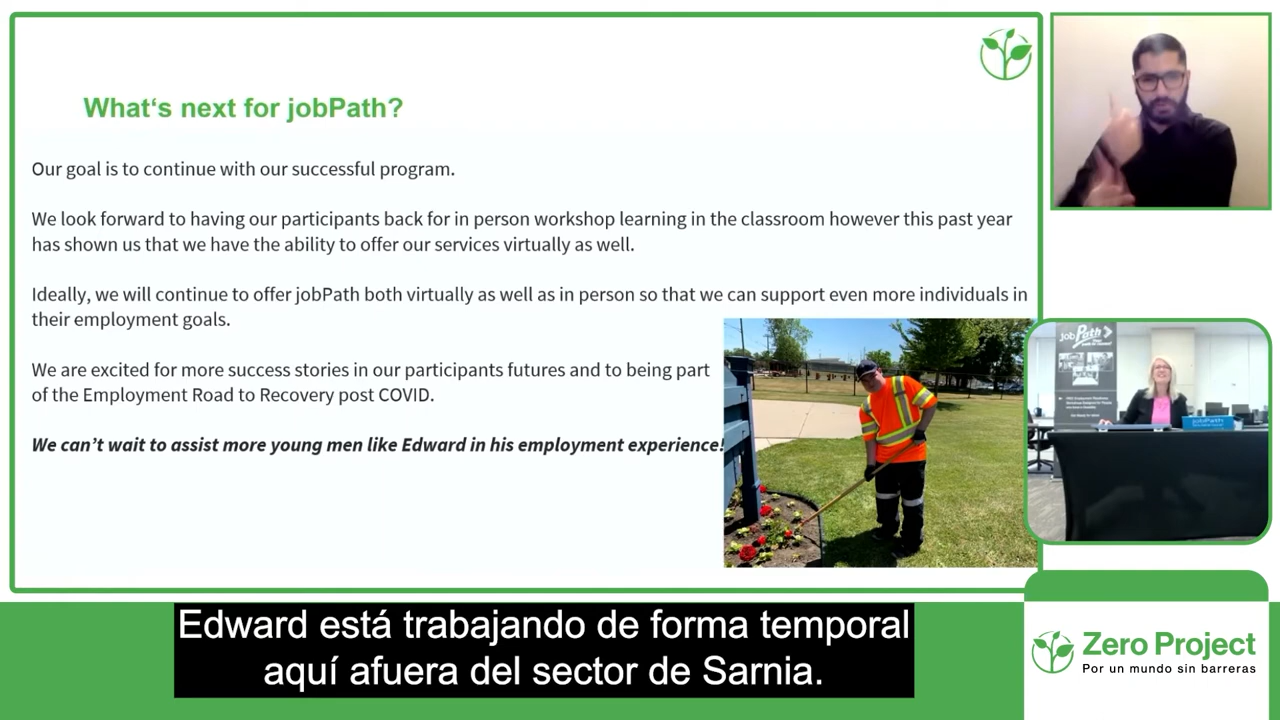 What‘s next for jobPath?
Our goal is to continue with our successful program.
We look forward to having our participants back for in person workshop learning in the classroom however this past year
has shown us that we have the ability to offer our services virtually as well.
Ideally, we will continue to offer jobPath both virtually as well as in person so that we can support even more individuals in
their employment goals.
We are excited for more success stories in our participants futures and to being part
of the Employment Road to Recovery post COVID.
We can’t wait to assist more young men like Edward in his employment experience!
job Path
jobPath
Edward está trabajando de forma temporal
aquí afuera del sector de Sarnia.
Zero Project
Por un mundo sin barreras